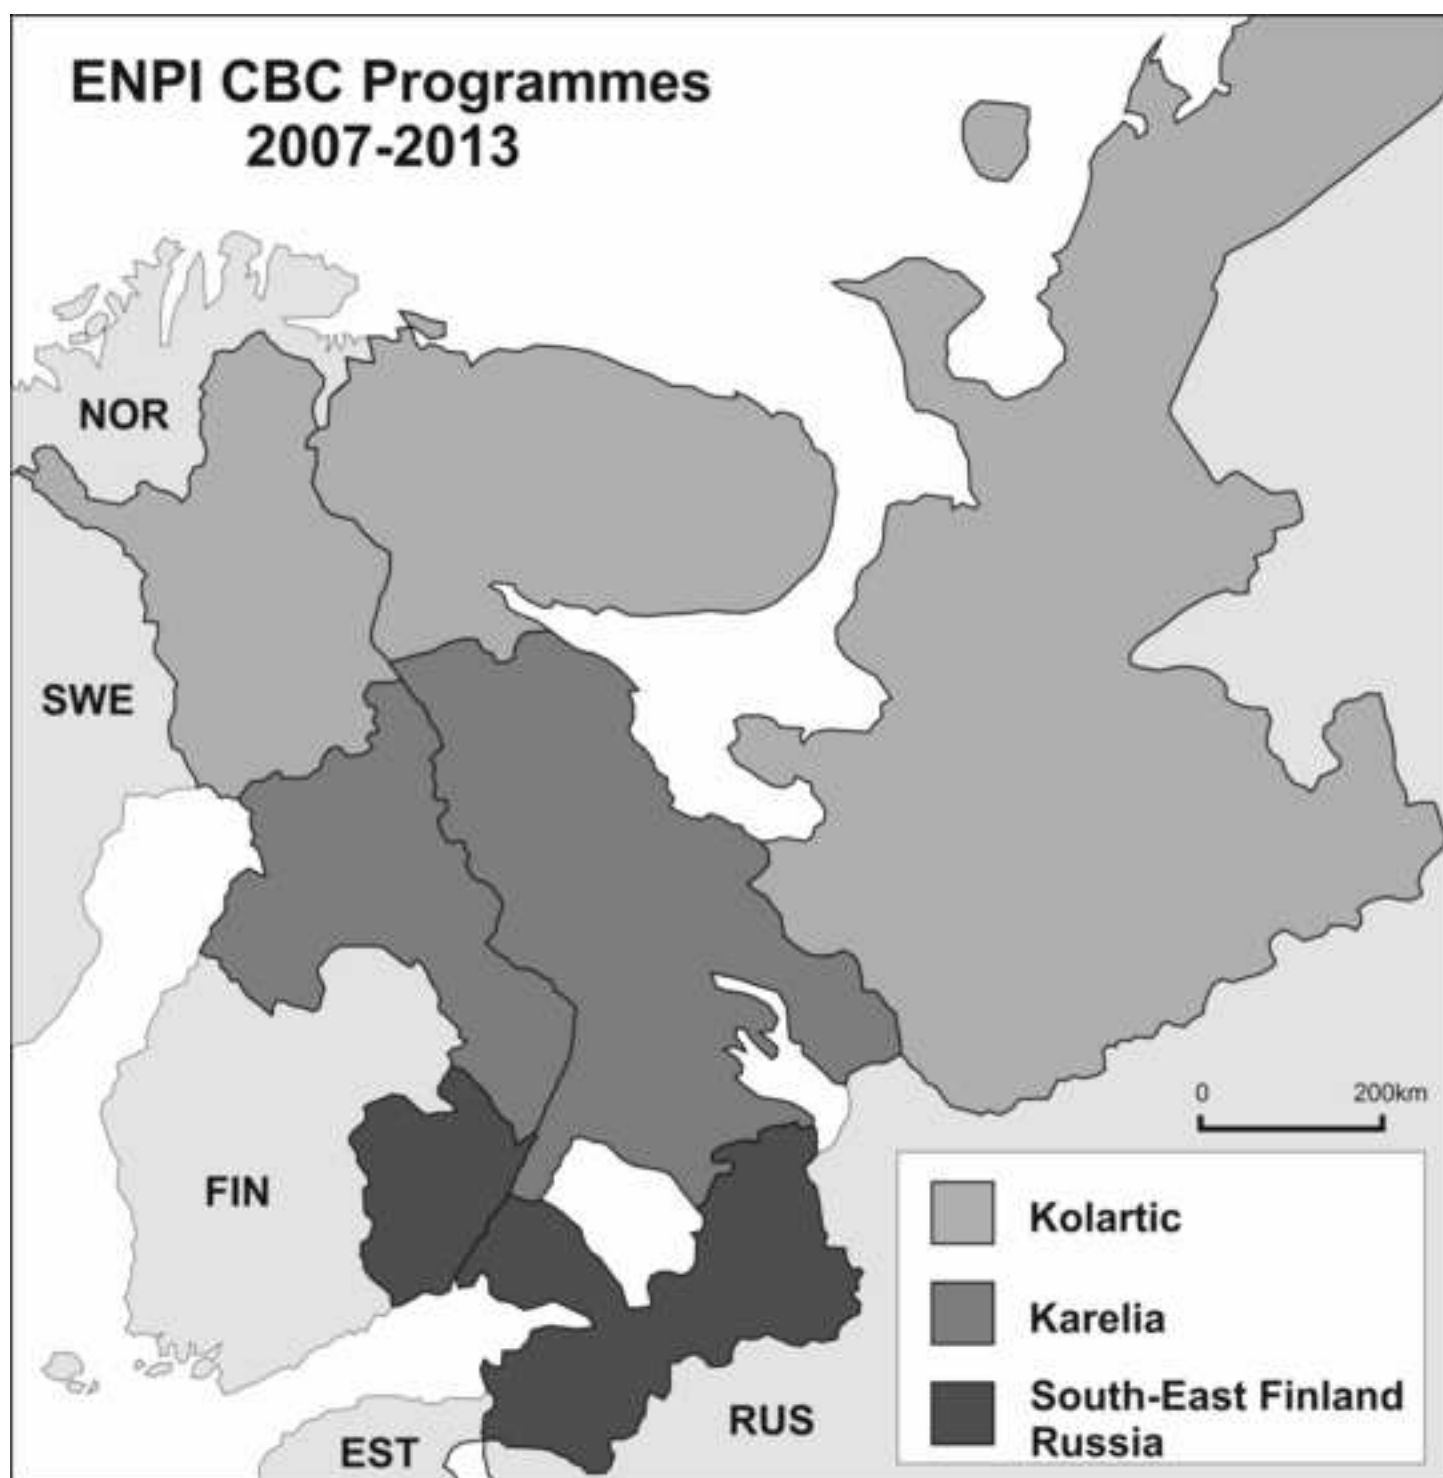 ENPI CBC Programmes
2007-2013
NOR
SWE
FIN
EST
RUS
0 200km
Kolartic
Karelia
South-East Finland
Russia